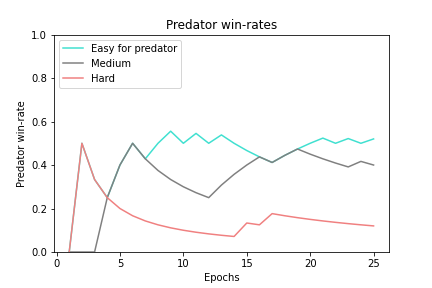 Predator win-rates
Easy for predator
Medium
Hard
Predator win-rate
1.0
0.8
0.6
0.4
0.2
0.0
0
5
10
15
20
25
Epochs